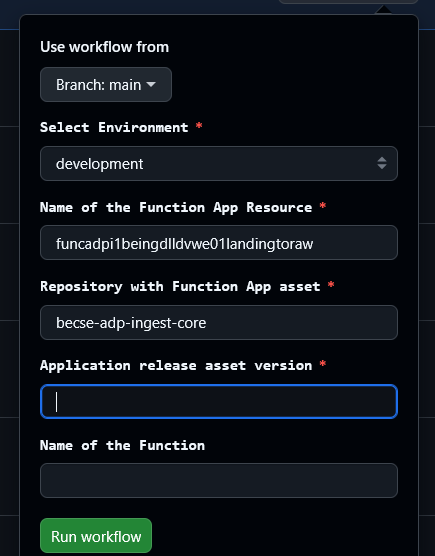 Use workflow from
Branch: main
Select Environment *
development
Name of the Function App Resource *
funcadpi1beingdlldvwe01landingtoraw
Repository with Function App asset *
becse-adp-ingest-core
Application release asset version *
Name of the Function
Run workflow